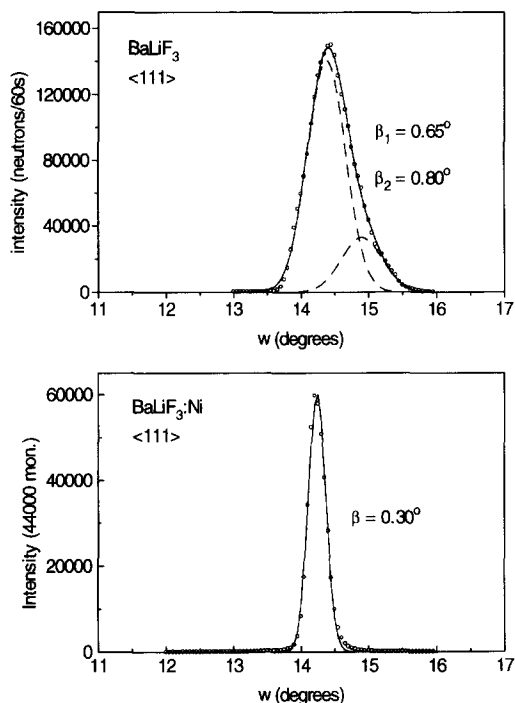 BaLiF₃
<111>
β₁ = 0.65°
β₂ = 0.80°
intensity (neutrons/60s)
160000
120000
80000
40000
0
11 12 13 14 15 16 17
w (degrees)
BaLiF₃:Ni
<111>
β = 0.30°
Intensity (44000 mon.)
60000
40000
20000
0
11 12 13 14 15 16 17
w (degrees)